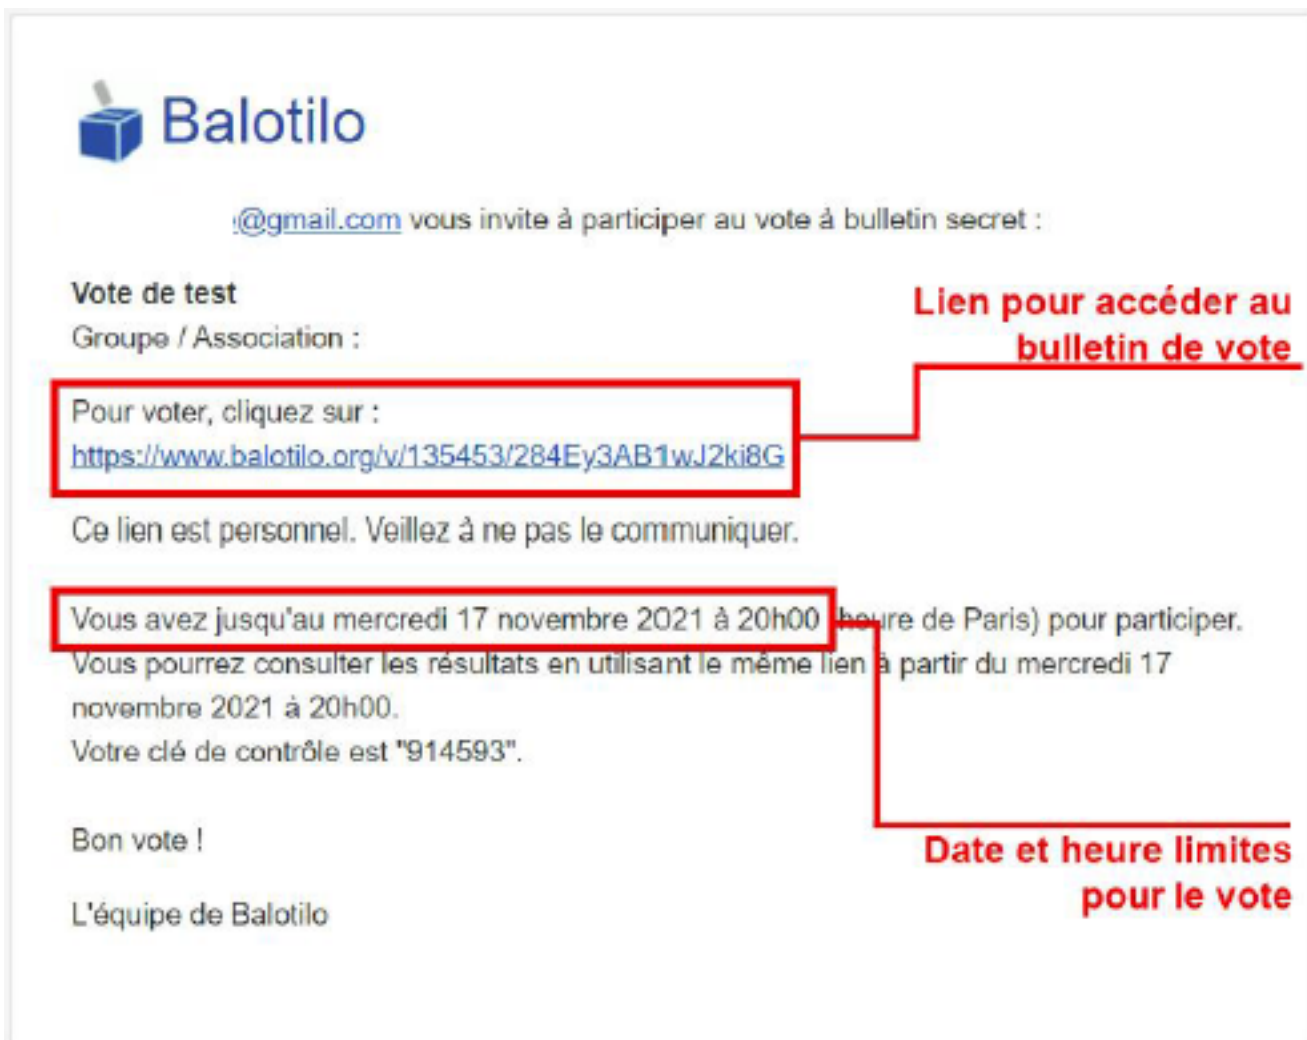 Balotilo
@gmail.com vous invite à participer au vote à bulletin secret :
Vote de test
Groupe / Association :
Lien pour accéder au
bulletin de vote
Pour voter, cliquez sur :
https://www.balotilo.org/v/135453/284Ey3AB1wJ2ki8G
Ce lien est personnel. Veillez à ne pas le communiquer.
Vous avez jusqu'au mercredi 17 novembre 2021 à 20h00 (heure de Paris) pour participer.
Vous pourrez consulter les résultats en utilisant le même lien à partir du mercredi 17
novembre 2021 à 20h00.
Votre clé de contrôle est "914593".
Bon vote !
Date et heure limites
pour le vote
L'équipe de Balotilo